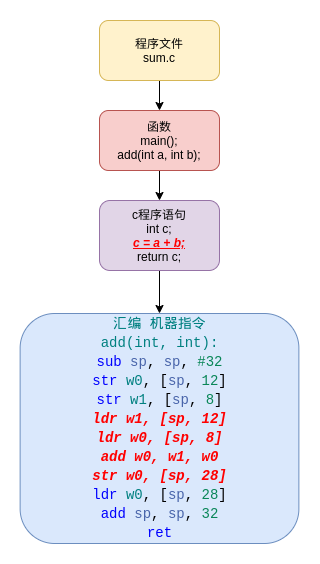 程序文件
sum.c
函数
main();
add(int a, int b);
c程序语句
int c;
c = a + b;
return c;
汇编 机器指令
add(int, int):
sub sp, sp, #32
str w0, [sp, 12]
str w1, [sp, 8]
ldr w1, [sp, 12]
ldr w0, [sp, 8]
add w0, w1, w0
str w0, [sp, 28]
ldr w0, [sp, 28]
add sp, sp, 32
ret